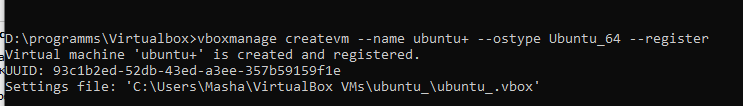 D:\programms\Virtualbox>vboxmanage createvm --name ubuntu+ --ostype Ubuntu_64 --register
Virtual machine 'ubuntu+' is created and registered.
UUID: 93c1b2ed-52db-43ed-a3ee-357b59159f1e
Settings file: 'C:\Users\Masha\VirtualBox VMs\ubuntu_\ubuntu_.vbox'